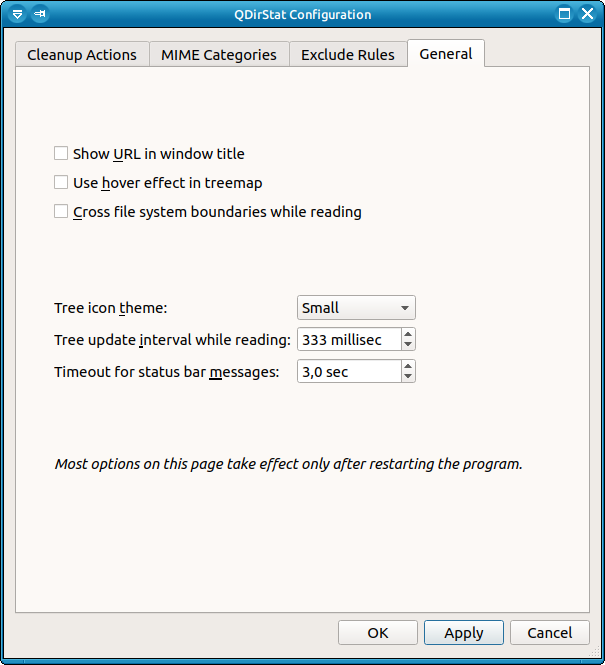 QDirStat Configuration
Cleanup Actions MIME Categories Exclude Rules General
Show URL in window title
Use hover effect in treemap
Cross file system boundaries while reading
Tree icon theme: Small
Tree update interval while reading: 333 millisec
Timeout for status bar messages: 3,0 sec
Most options on this page take effect only after restarting the program.
OK Apply Cancel